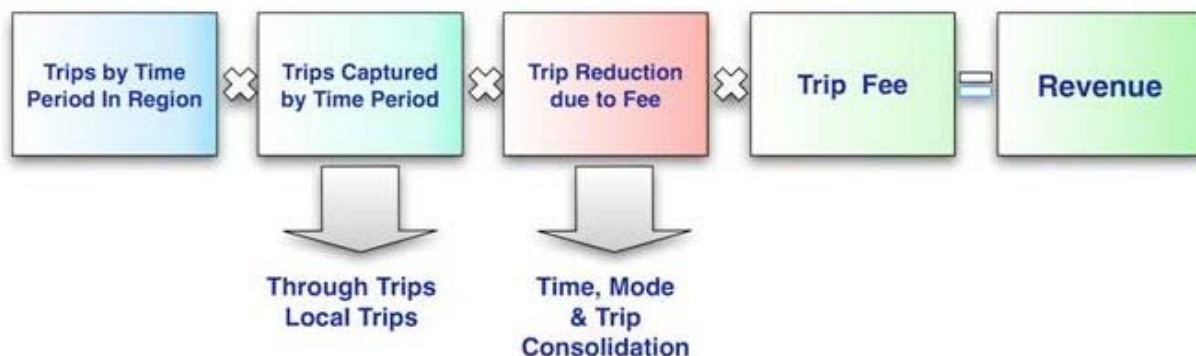 Trips by Time
Period In Region
Trips Captured
by Time Period
Trip Reduction
due to Fee
Trip Fee
Revenue
Through Trips
Local Trips
Time, Mode
& Trip
Consolidation